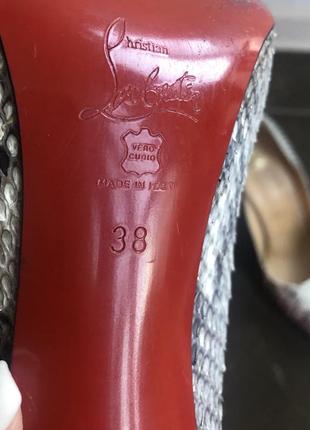 Christian
Louboutin
VERO
CUOIO
MADE IN ITALY
38